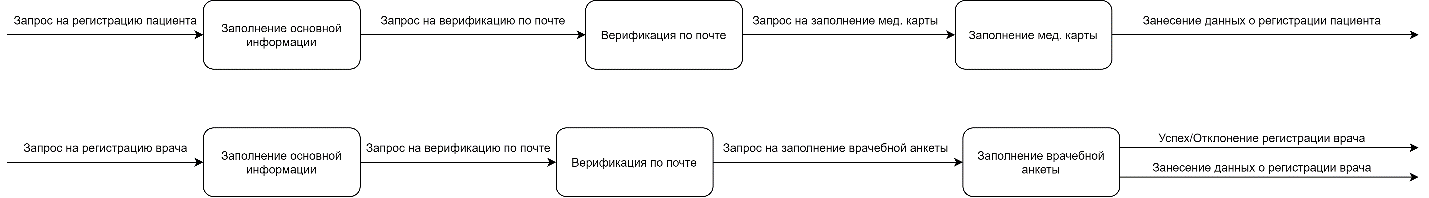 Запрос на регистрацию пациента
Заполнение основной
информации
Запрос на верификацию по почте
Верификация по почте
Запрос на заполнение мед. карты
Заполнение мед. карты
Занесение данных о регистрации пациента
Запрос на регистрацию врача
Заполнение основной
информации
Запрос на верификацию по почте
Верификация по почте
Запрос на заполнение врачебной анкеты
Заполнение врачебной
анкеты
Успех/Отклонение регистрации врача
Занесение данных о регистрации врача